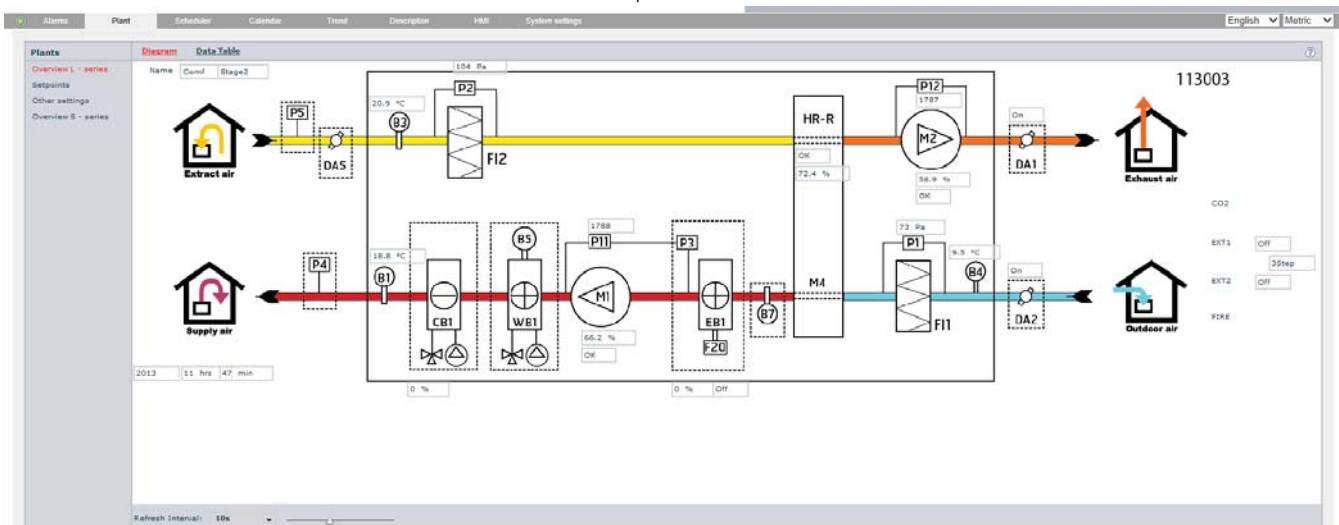 Alarms Plant Scheduler Calendar Trend Description HMI System settings English Metric
Plants Diagram Data Table ?
Overview L - series
Setpoints
Other settings
Overview S - series
Name Comf Stage2
104 Pa
113003
P2
P12
1787
P5
20.9 °C
B3
HR-R
On
M2
FI2
DA5
DA1
OK
72.4 %
Extract air
Exhaust air
56.9 %
OK
CO2
1788
73 Pa
B5
P11
P3
P1
EXT1 Off
18.8 °C
9.5 °C
P4
3Step
B1
B4
On
EXT2 Off
M4
M1
CB1
WB1
EB1
B7
FI1
DA2
FIRE
Supply air
Outdoor air
66.2 %
F20
OK
2013 11 hrs 47 min
0 %
0 % Off
Refresh Interval: 10s